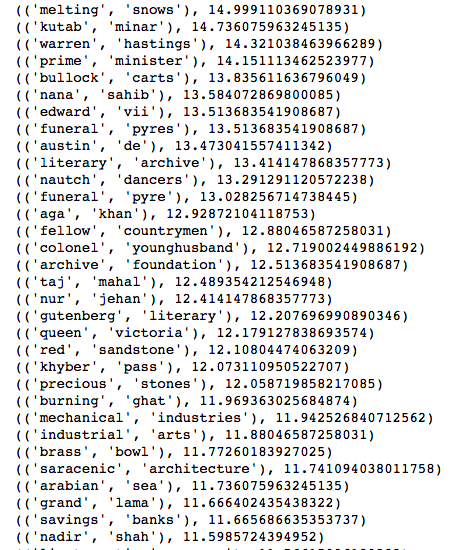 (('melting', 'snows'), 14.999110369078931)
(('kutab', 'minar'), 14.736075963245135)
(('warren', 'hastings'), 14.321038463966289)
(('prime', 'minister'), 14.151113462523977)
(('bullock', 'carts'), 13.835611636796049)
(('nana', 'sahib'), 13.584072869800085)
(('edward', 'vii'), 13.513683541908687)
(('funeral', 'pyres'), 13.513683541908687)
(('austin', 'de'), 13.473041557411342)
(('literary', 'archive'), 13.414147868357773)
(('nautch', 'dancers'), 13.291291120572238)
(('funeral', 'pyre'), 13.028256714738445)
(('aga', 'khan'), 12.92872104118753)
(('fellow', 'countrymen'), 12.88046587258031)
(('colonel', 'younghusband'), 12.719002449886192)
(('archive', 'foundation'), 12.513683541908687)
(('taj', 'mahal'), 12.489354212546948)
(('nur', 'jehan'), 12.414147868357773)
(('gutenberg', 'literary'), 12.207696990890346)
(('queen', 'victoria'), 12.179127838693574)
(('red', 'sandstone'), 12.10804474063209)
(('khyber', 'pass'), 12.073110950522707)
(('precious', 'stones'), 12.058719858217085)
(('burning', 'ghat'), 11.969363025684874)
(('mechanical', 'industries'), 11.942526840712562)
(('industrial', 'arts'), 11.88046587258031)
(('brass', 'bowl'), 11.77260183927025)
(('saracenic', 'architecture'), 11.741094038011758)
(('arabian', 'sea'), 11.736075963245135)
(('grand', 'lama'), 11.666402435438322)
(('savings', 'banks'), 11.665686635353737)
(('nadir', 'shah'), 11.5985724394952)